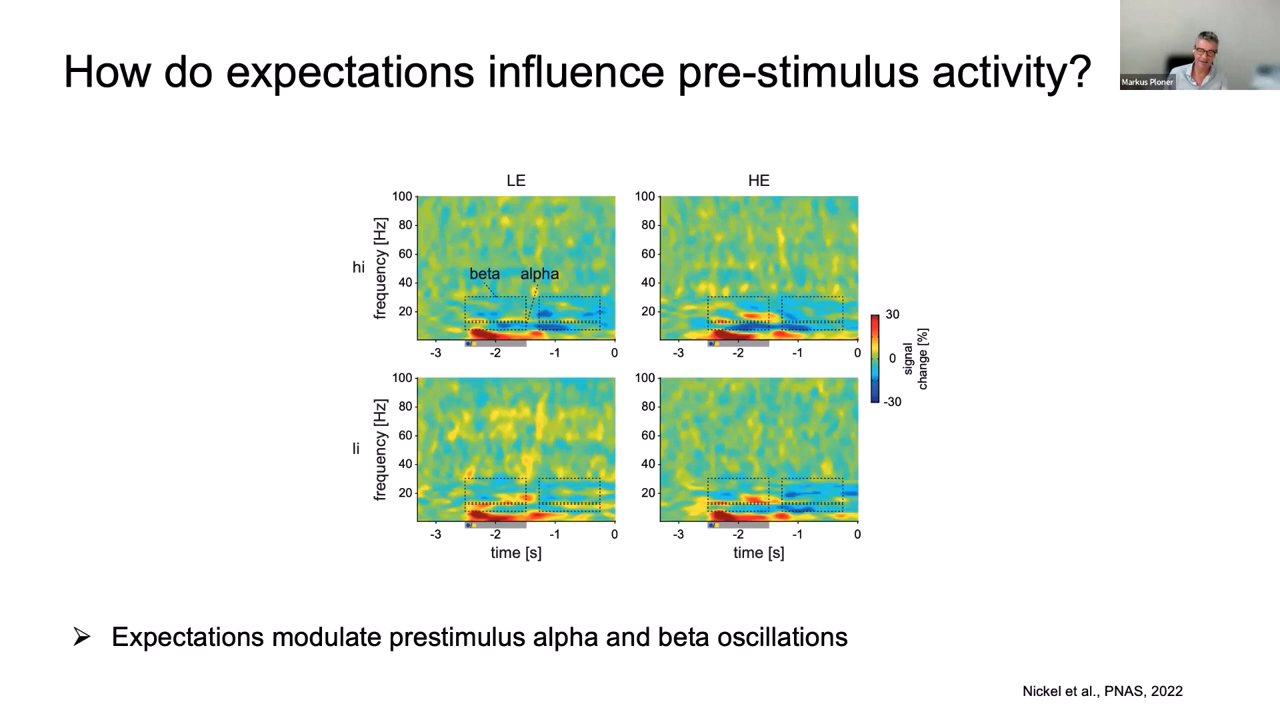 How do expectations influence pre-stimulus activity?
Markus Ploner
LE
HE
hi
frequency [Hz]
100
80
60
40
20
beta
alpha
-3
-2
-1
0
100
80
60
40
20
-3
-2
-1
0
30
0
-30
signal
change [%]
li
frequency [Hz]
100
80
60
40
20
-3
-2
-1
0
time [s]
100
80
60
40
20
-3
-2
-1
0
time [s]
➢ Expectations modulate prestimulus alpha and beta oscillations
Nickel et al., PNAS, 2022